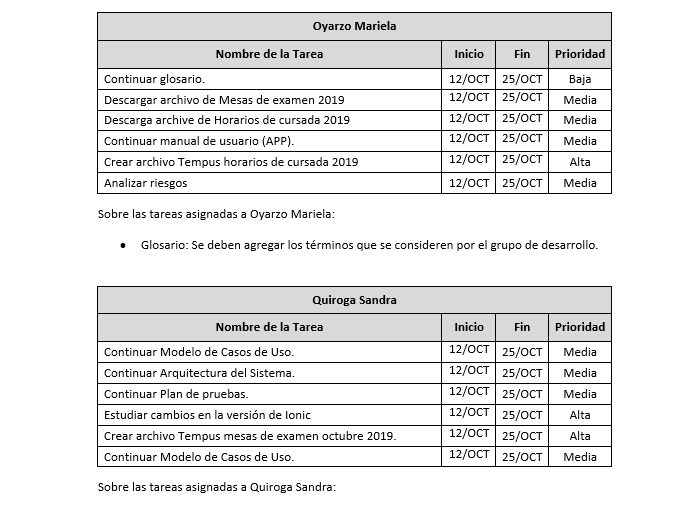 Oyarzo Mariela
Nombre de la Tarea Inicio Fin Prioridad
Continuar glosario. 12/OCT 25/OCT Baja
Descargar archivo de Mesas de examen 2019 12/OCT 25/OCT Media
Descarga archive de Horarios de cursada 2019 12/OCT 25/OCT Media
Continuar manual de usuario (APP). 12/OCT 25/OCT Media
Crear archivo Tempus horarios de cursada 2019 12/OCT 25/OCT Alta
Analizar riesgos 12/OCT 25/OCT Media
Sobre las tareas asignadas a Oyarzo Mariela:
• Glosario: Se deben agregar los términos que se consideren por el grupo de desarrollo.
Quiroga Sandra
Nombre de la Tarea Inicio Fin Prioridad
Continuar Modelo de Casos de Uso. 12/OCT 25/OCT Media
Continuar Arquitectura del Sistema. 12/OCT 25/OCT Media
Continuar Plan de pruebas. 12/OCT 25/OCT Media
Estudiar cambios en la versión de Ionic 12/OCT 25/OCT Alta
Crear archivo Tempus mesas de examen octubre 2019. 12/OCT 25/OCT Alta
Continuar Modelo de Casos de Uso. 12/OCT 25/OCT Media
Sobre las tareas asignadas a Quiroga Sandra: